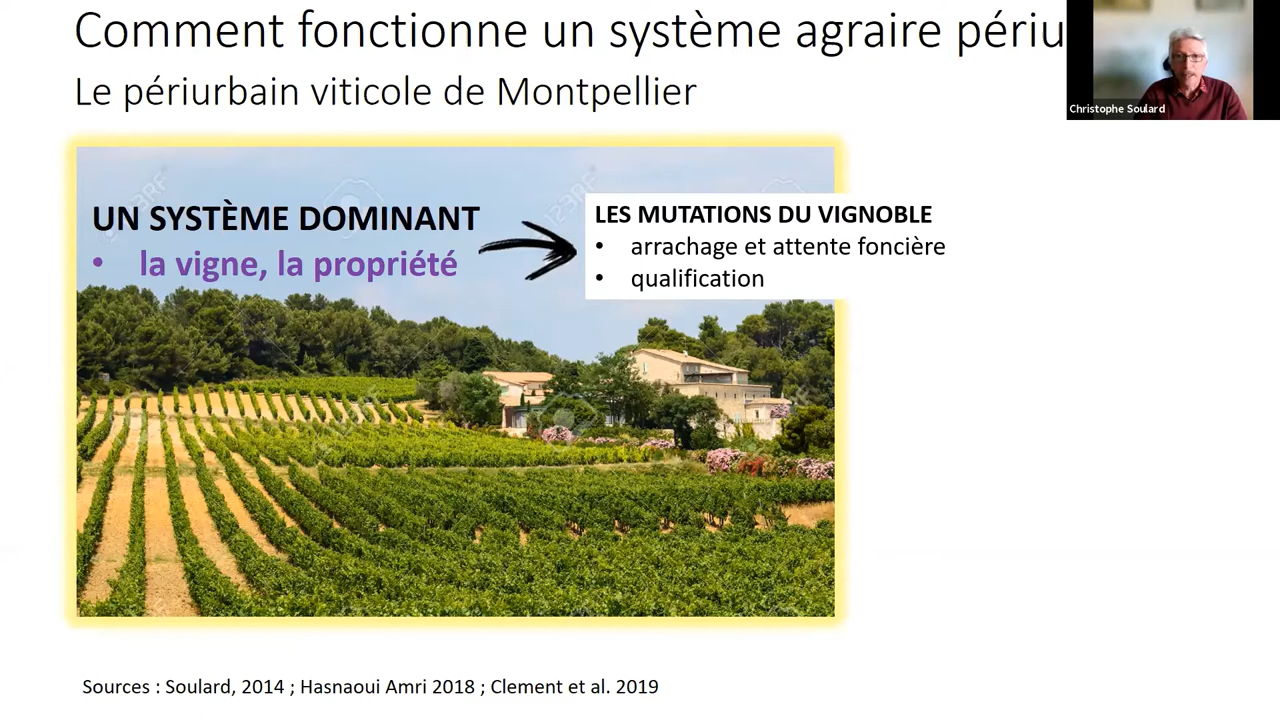 Comment fonctionne un système agraire périu
Le périurbain viticole de Montpellier
Christophe Soulard
UN SYSTÈME DOMINANT
• la vigne, la propriété
LES MUTATIONS DU VIGNOBLE
• arrachage et attente foncière
• qualification
123RF
123RF
Sources : Soulard, 2014 ; Hasnaoui Amri 2018 ; Clement et al. 2019